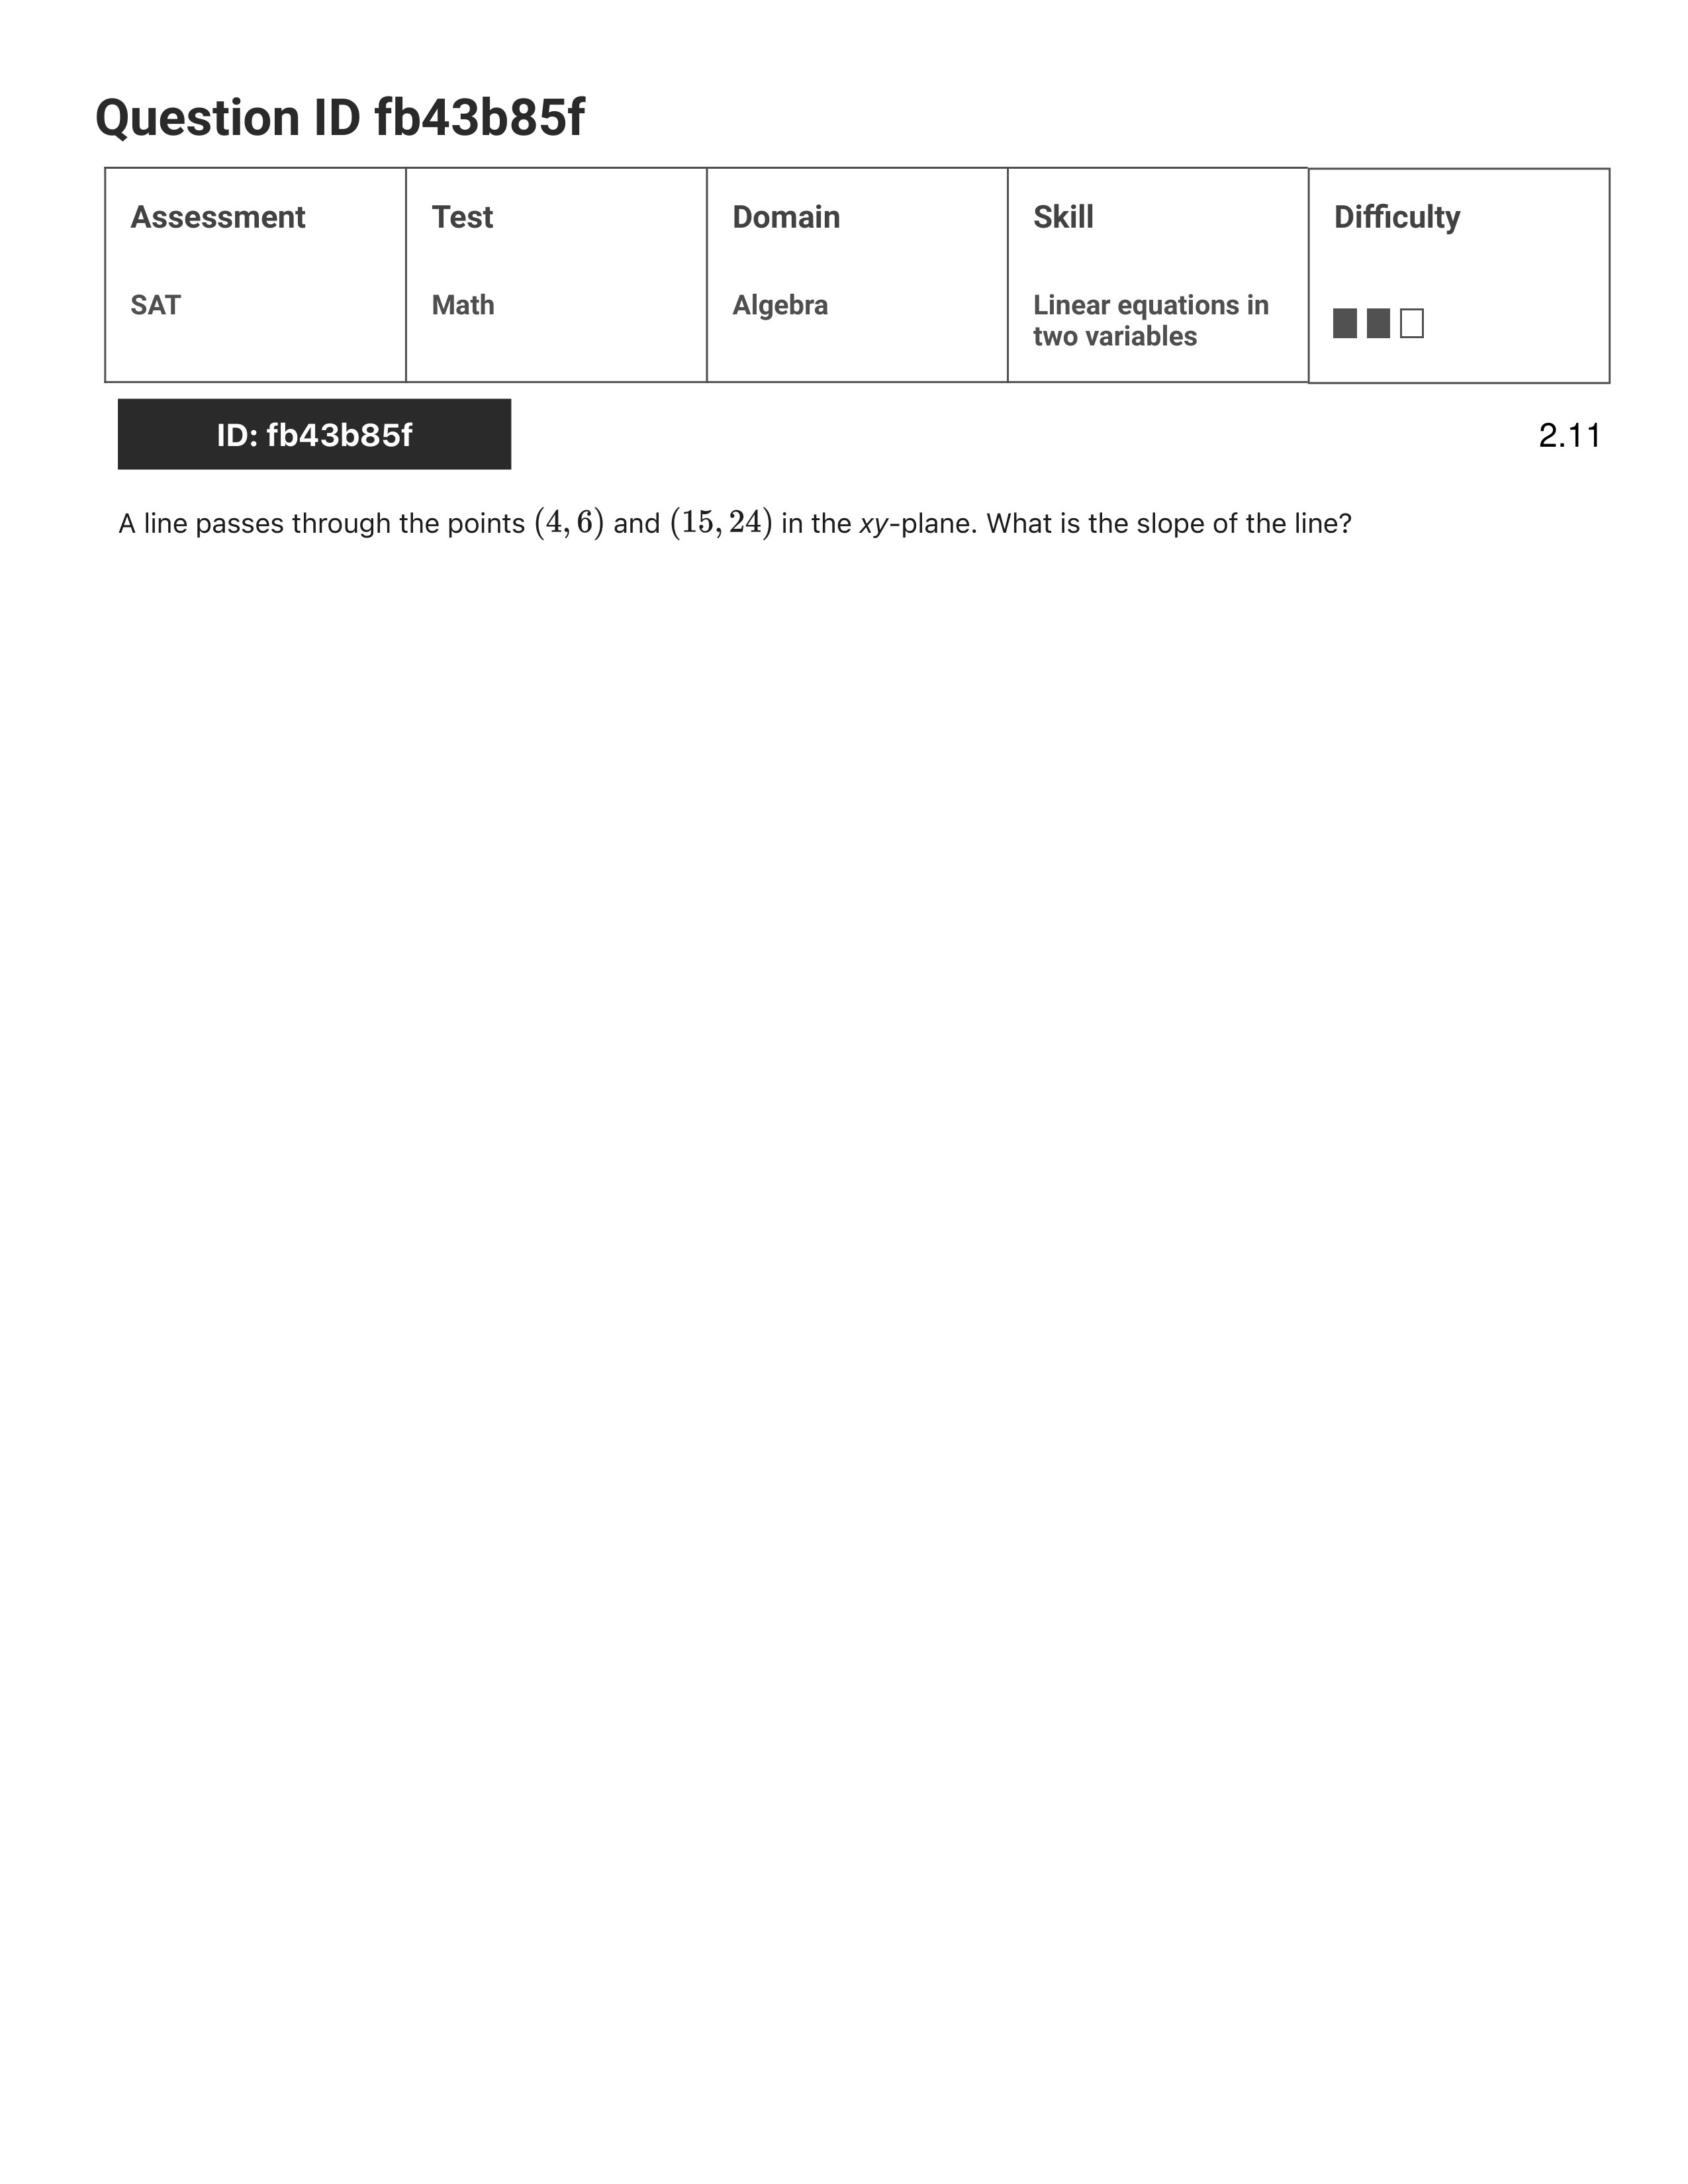 Question ID fb43b85f
Assessment
Test
Domain
Skill
Difficulty
SAT
Math
Algebra
Linear equations in
two variables
ID: fb43b85f
2.11
A line passes through the points (4, 6) and (15, 24) in the xy-plane. What is the slope of the line?